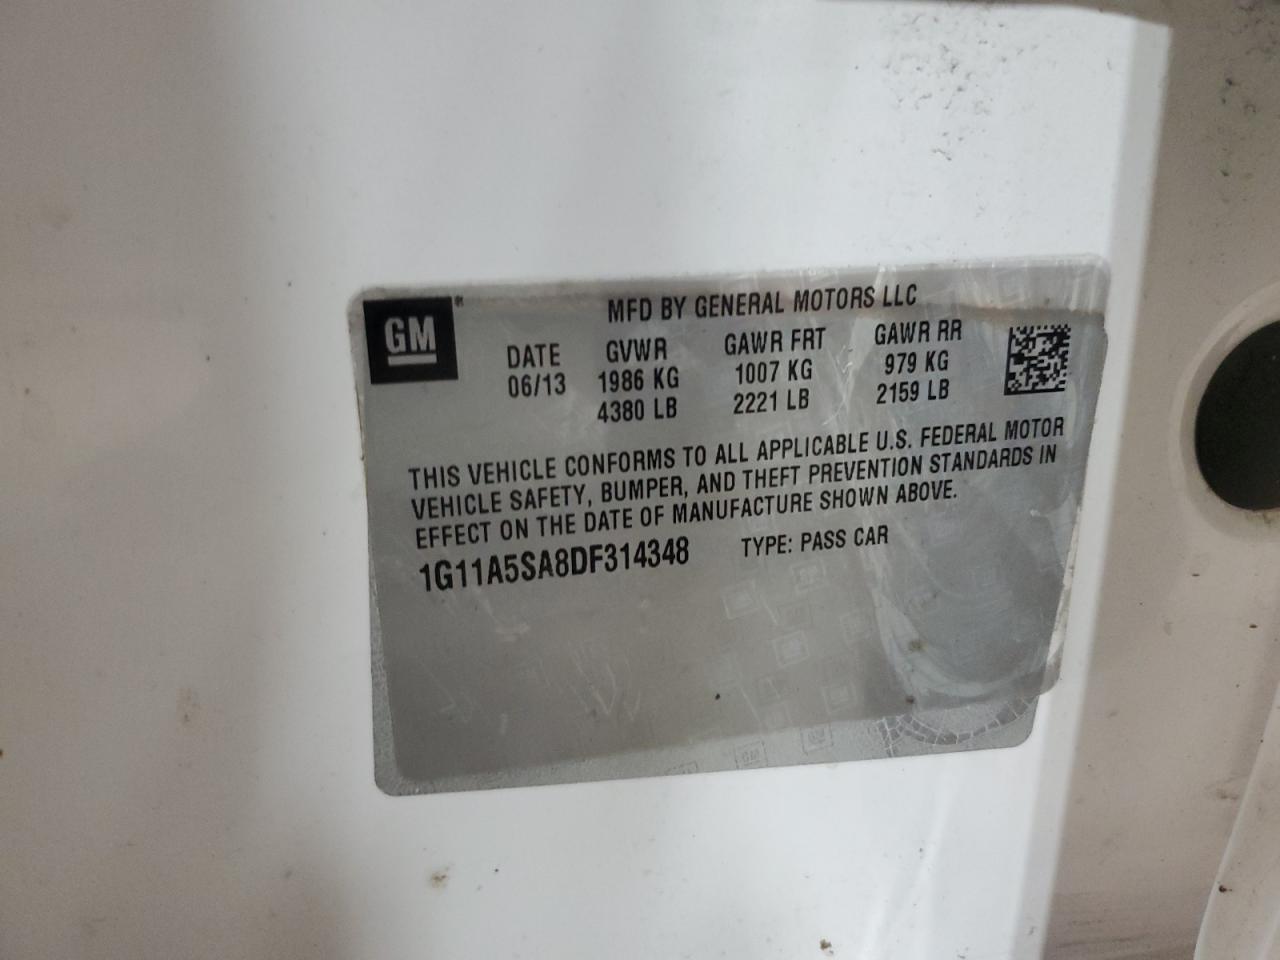 GM
MFD BY GENERAL MOTORS LLC
DATE GVWR GAWR FRT GAWR RR
06/13 1986 KG 1007 KG 979 KG
4380 LB 2221 LB 2159 LB
THIS VEHICLE CONFORMS TO ALL APPLICABLE U.S. FEDERAL MOTOR
VEHICLE SAFETY, BUMPER, AND THEFT PREVENTION STANDARDS IN
EFFECT ON THE DATE OF MANUFACTURE SHOWN ABOVE.
1G11A5SA8DF314348 TYPE: PASS CAR
GM
GM